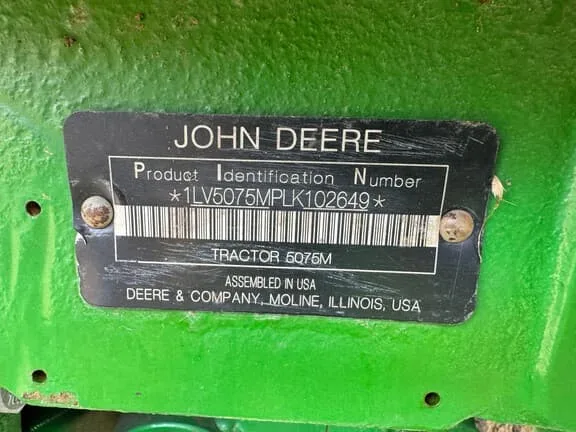 JOHN DEERE
Product Identification Number
*1LV5075MPLK102649*
TRACTOR 5075M
ASSEMBLED IN USA
DEERE & COMPANY, MOLINE, ILLINOIS, USA